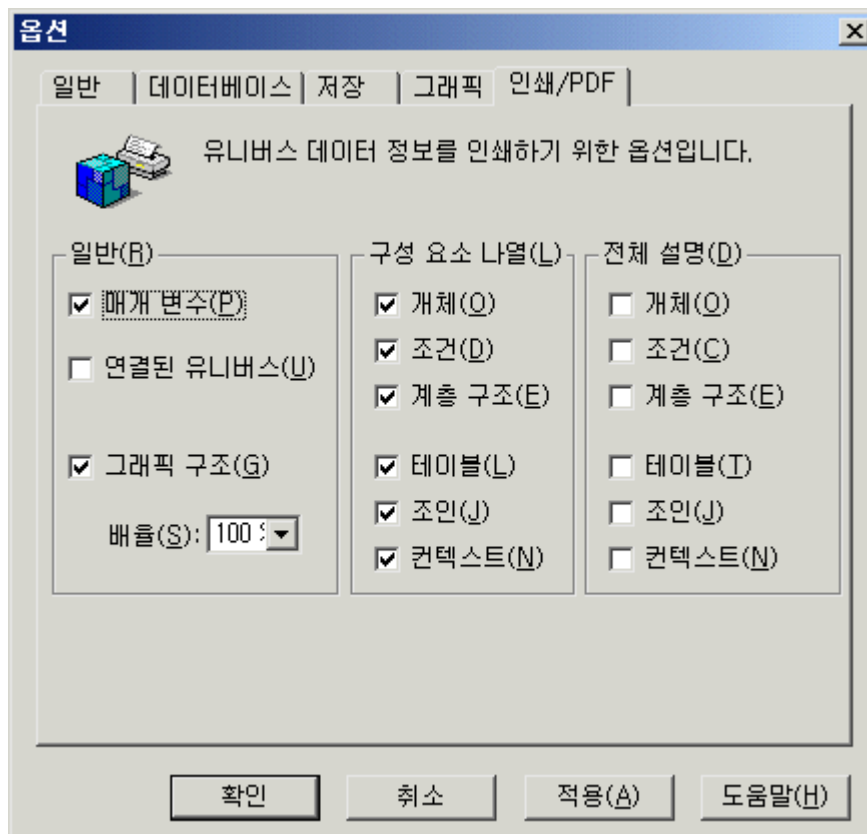 옵션
일반 데이터베이스 저장 그래픽 인쇄/PDF
유니버스 데이터 정보를 인쇄하기 위한 옵션입니다.
일반(R)
매개 변수(P)
연결된 유니버스(U)
그래픽 구조(G)
배율(S): 100 %
구성 요소 나열(L)
개체(O)
조건(D)
계층 구조(E)
테이블(L)
조인(J)
컨텍스트(N)
전체 설명(D)
개체(O)
조건(C)
계층 구조(E)
테이블(T)
조인(J)
컨텍스트(N)
확인 취소 적용(A) 도움말(H)